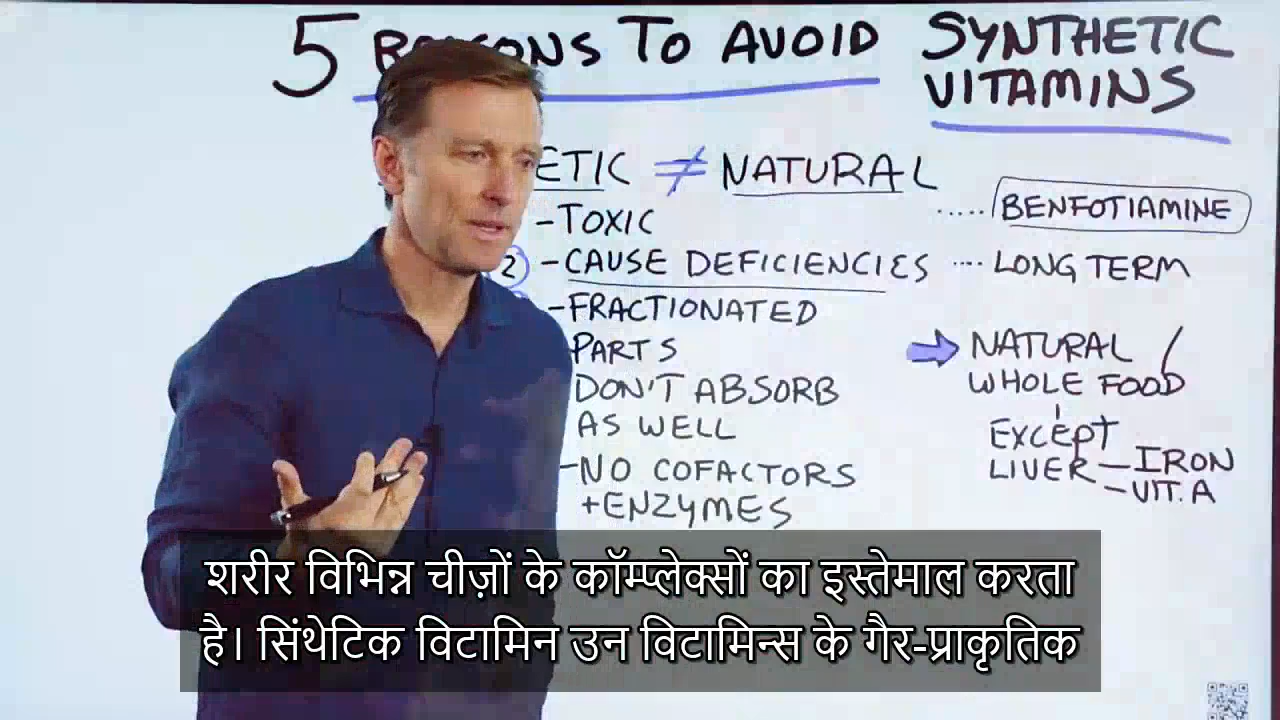 5 REASONS TO AVOID SYNTHETIC
VITAMINS
ETIC ≠ NATURAL
-TOXIC
..... BENFOTIAMINE
2 -CAUSE DEFICIENCIES .... LONG TERM
-FRACTIONATED
PARTS
DON'T ABSORB
AS WELL
-NO COFACTORS
+ENZYMES
NATURAL
WHOLE FOOD
EXCEPT
LIVER -IRON
-VIT. A
शरीर विभिन्न चीज़ों के कॉम्प्लेक्सों का इस्तेमाल करता
है। सिंथेटिक विटामिन उन विटामिन्स के गैर-प्राकृतिक